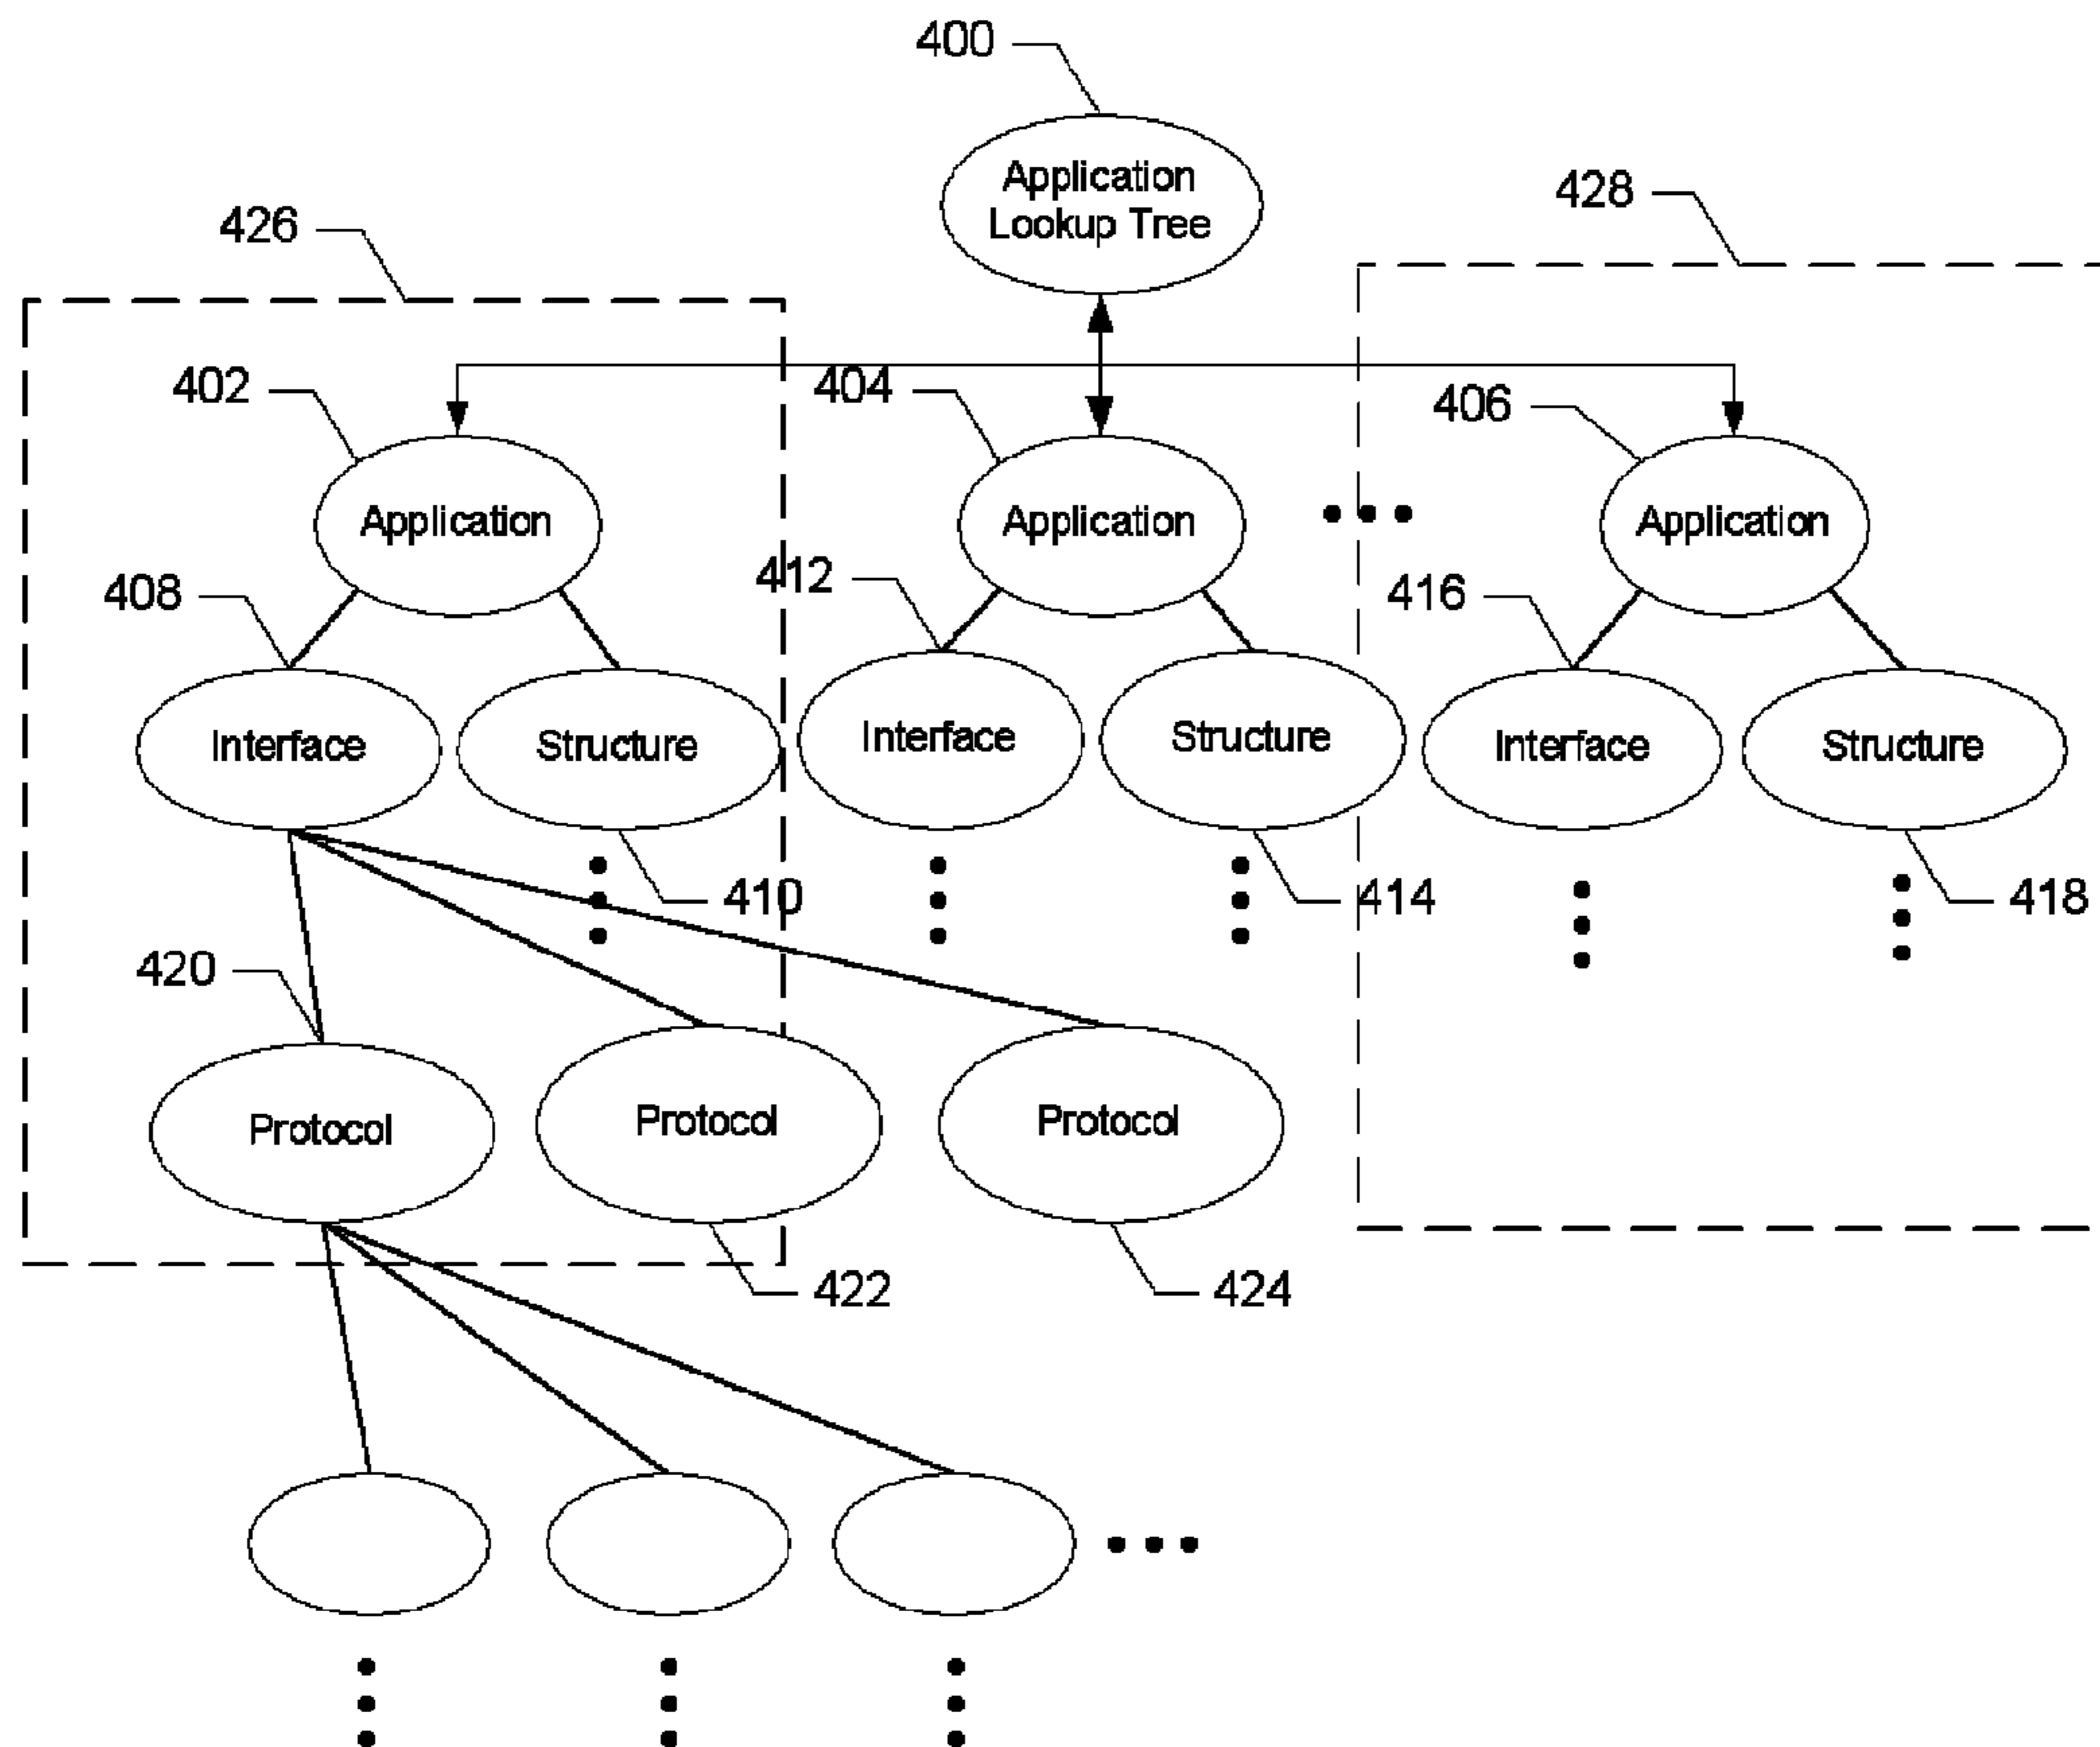 400
Application
Lookup Tree
426
428
402
404
406
Application
Application
Application
408
412
416
Interface
Structure
Interface
Structure
Interface
Structure
410
414
418
420
Protocol
Protocol
Protocol
422
424